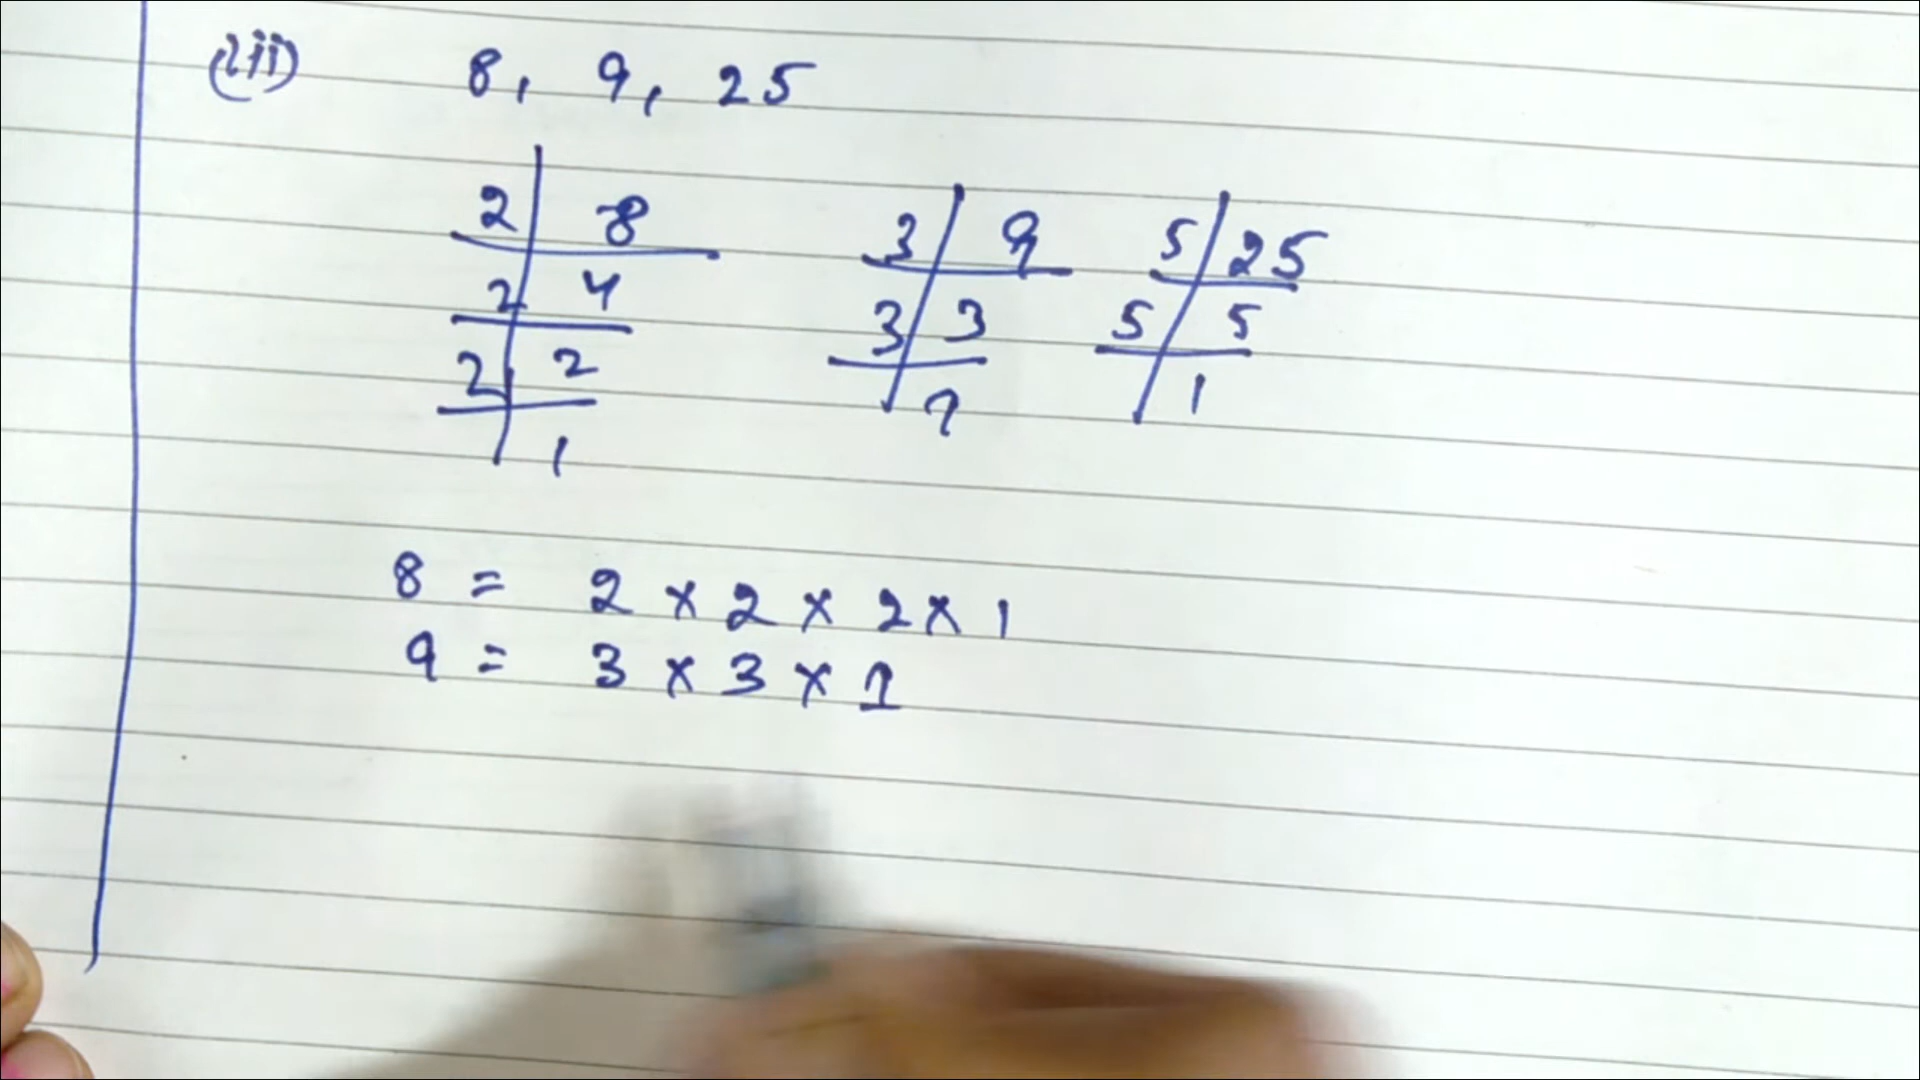 (iii) 8, 9, 25
2 8 3 9 5 25
2 4 3 3 5 5
2 2 1 1
1
8 = 2 × 2 × 2 × 1
9 = 3 × 3 × 1